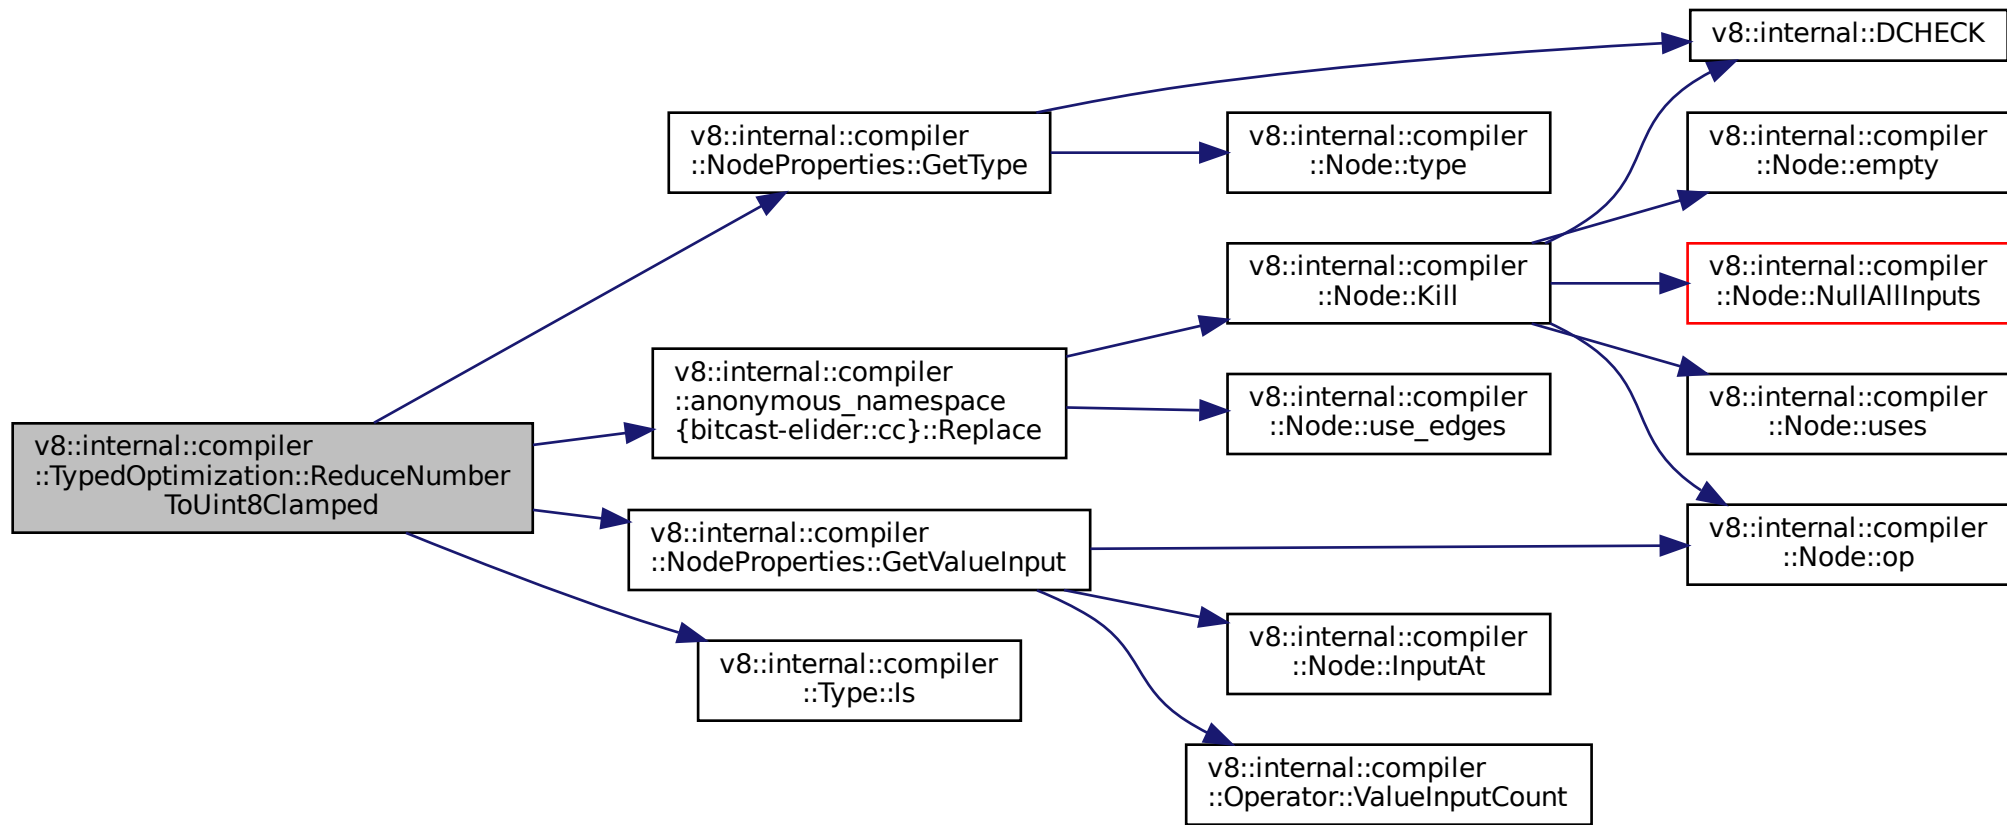 v8::internal::compiler
::TypedOptimization::ReduceNumber
ToUint8Clamped
v8::internal::compiler
::NodeProperties::GetType
v8::internal::compiler
::anonymous_namespace
{bitcast-elider::cc}::Replace
v8::internal::compiler
::NodeProperties::GetValueInput
v8::internal::compiler
::Type::Is
v8::internal::compiler
::Node::type
v8::internal::compiler
::Node::Kill
v8::internal::compiler
::Node::use_edges
v8::internal::compiler
::Node::InputAt
v8::internal::compiler
::Operator::ValueInputCount
v8::internal::DCHECK
v8::internal::compiler
::Node::empty
v8::internal::compiler
::Node::NullAllInputs
v8::internal::compiler
::Node::uses
v8::internal::compiler
::Node::op